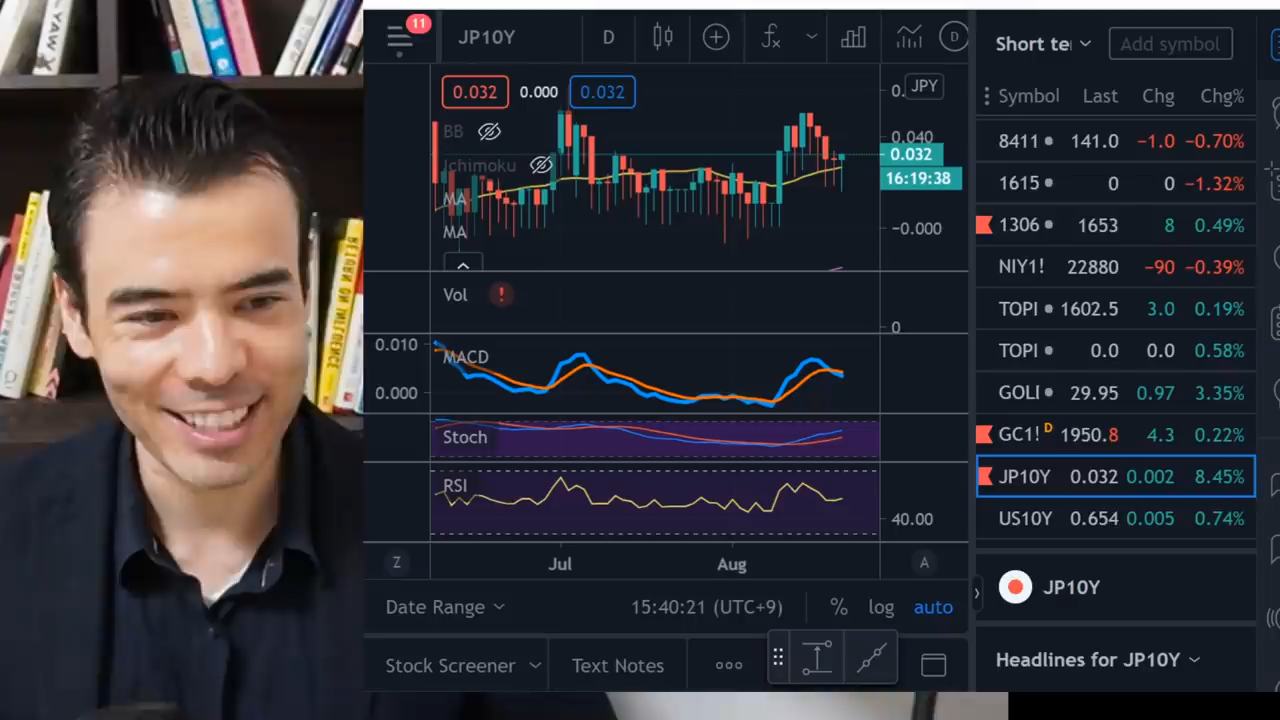 YAW
RETURN ON INFLUENCE
11
JP10Y
D
D
Short te
Add symbol
Symbol Last Chg Chg%
0.032 0.000 0.032
0.
JPY
BB
Ichimoku
MA
MA
0.040
0.032
16:19:38
−0.000
Vol
!
0
0.010
MACD
0.000
Stoch
RSI
40.00
Z
Jul
Aug
A
Date Range
15:40:21 (UTC+9)
%
log
auto
Stock Screener
Text Notes
8411 141.0 −1.0 −0.70%
1615 0 0 −1.32%
1306 1653 8 0.49%
NIY1! 22880 −90 −0.39%
TOPI 1602.5 3.0 0.19%
TOPI 0.0 0.0 0.58%
GOLI 29.95 0.97 3.35%
GC1! D 1950.8 4.3 0.22%
JP10Y 0.032 0.002 8.45%
US10Y 0.654 0.005 0.74%
JP10Y
Headlines for JP10Y